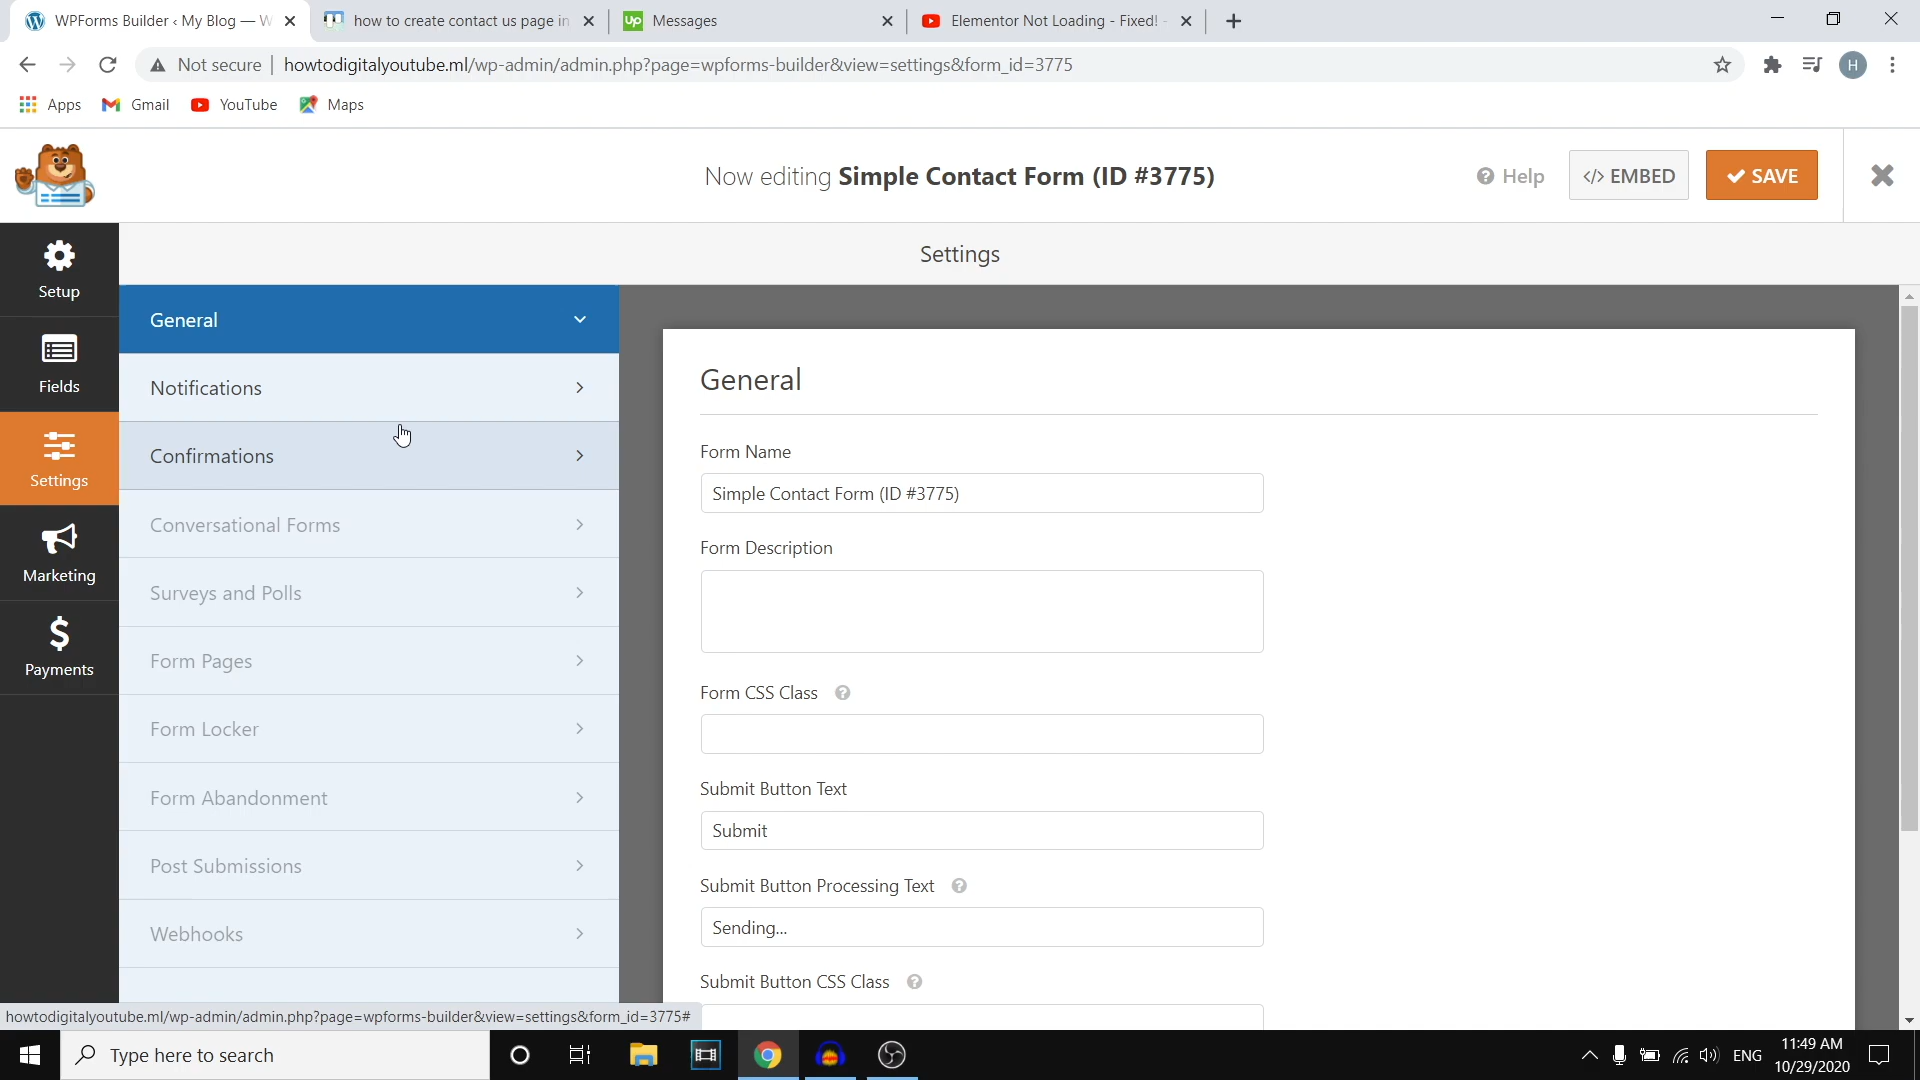 WPForms Builder ‹ My Blog — W
how to create contact us page in
Up Messages
Elementor Not Loading - Fixed! -
Not secure
howtodigitalyoutube.ml/wp-admin/admin.php?page=wpforms-builder&view=settings&form_id=3775
H
Apps
Gmail
YouTube
Maps
Now editing Simple Contact Form (ID #3775)
Help
</> EMBED
SAVE
Setup
Settings
General
Notifications
Fields
General
Confirmations
Form Name
Settings
Simple Contact Form (ID #3775)
Conversational Forms
Form Description
Marketing
Surveys and Polls
Form Pages
Payments
Form CSS Class
Form Locker
Submit Button Text
Form Abandonment
Submit
Post Submissions
Submit Button Processing Text
Webhooks
Sending...
Submit Button CSS Class
howtodigitalyoutube.ml/wp-admin/admin.php?page=wpforms-builder&view=settings&form_id=3775#
Type here to search
ENG
11:49 AM
10/29/2020